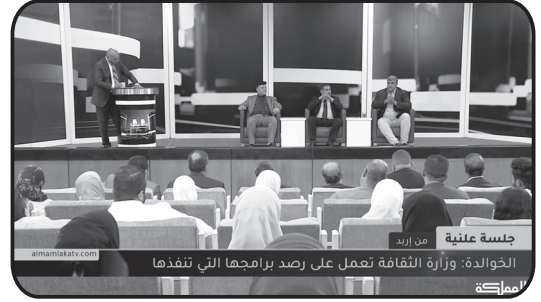 جلسة علنية
من إربد
almamlakatv.com
الخوالدة: وزارة الثقافة تعمل على رصد برامجها التي تنفذها
المملكة